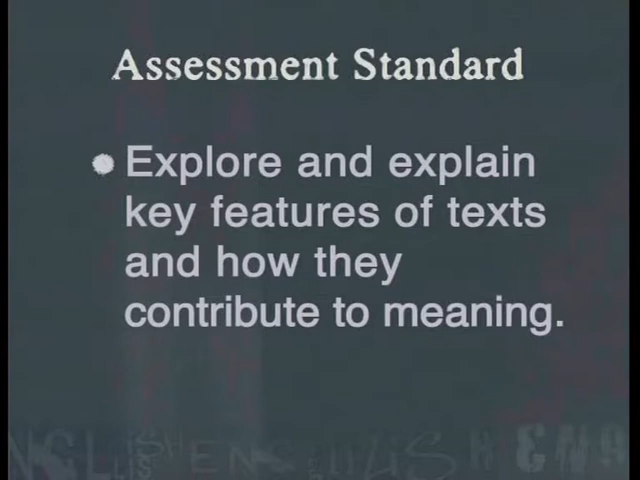 Assessment Standard
Explore and explain
key features of texts
and how they
contribute to meaning.